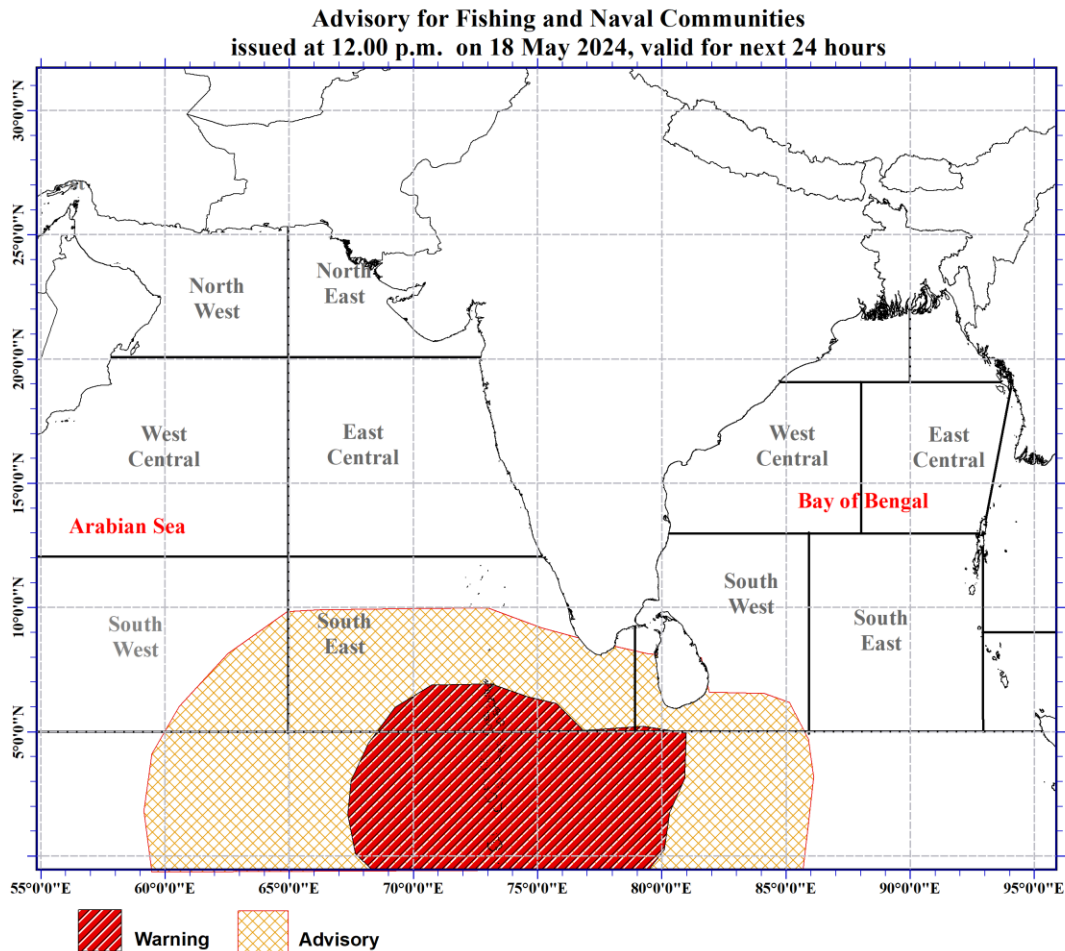 Advisory for Fishing and Naval Communities
issued at 12.00 p.m. on 18 May 2024, valid for next 24 hours
30°0'0"N
25°0'0"N
20°0'0"N
15°0'0"N
10°0'0"N
5°0'0"N
0°0'0"
North
West
North
East
West
Central
East
Central
West
Central
East
Central
Bay of Bengal
Arabian Sea
South
West
South
East
South
West
South
East
55°0'0"E
60°0'0"E
65°0'0"E
70°0'0"E
75°0'0"E
80°0'0"E
85°0'0"E
90°0'0"E
95°0'0"E
Warning
Advisory